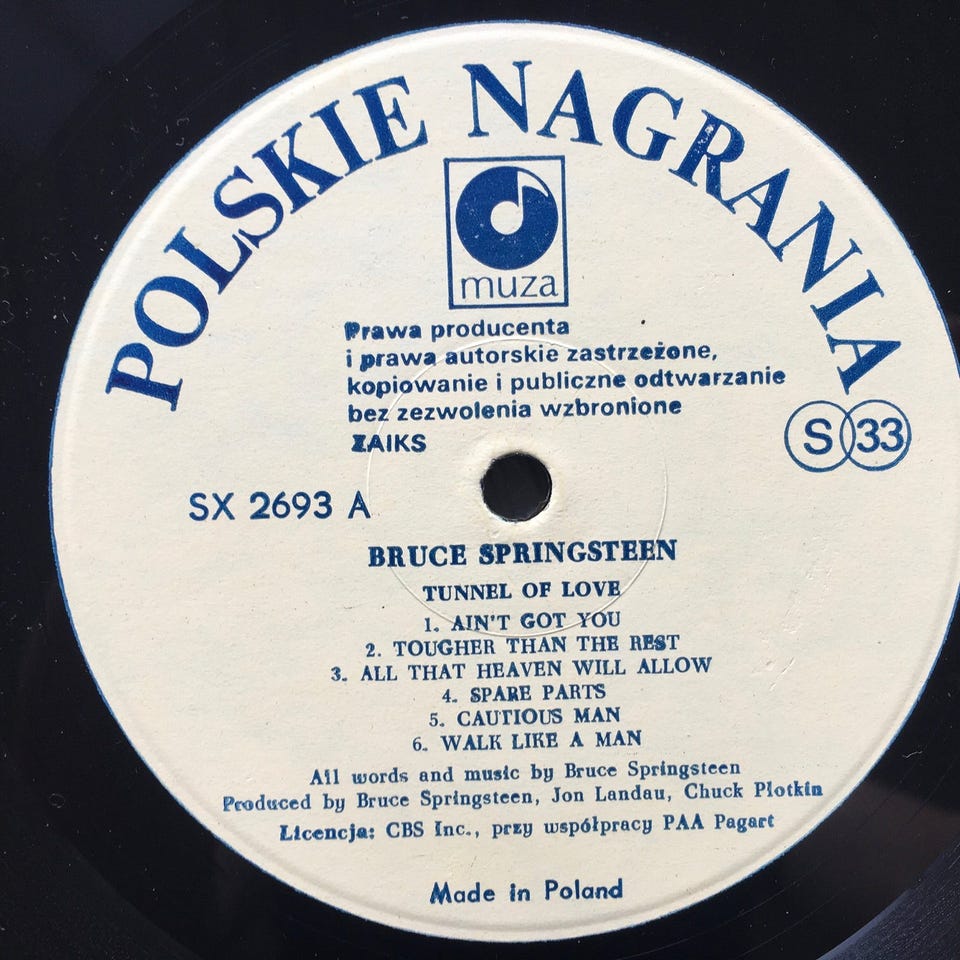 POLSKIE NAGRANIA
muza
Prawa producenta
i prawa autorskie zastrzeżone,
kopiowanie i publiczne odtwarzanie
bez zezwolenia wzbronione
ZAIKS
S 33
SX 2693 A
BRUCE SPRINGSTEEN
TUNNEL OF LOVE
1. AIN'T GOT YOU
2. TOUGHER THAN THE REST
3. ALL THAT HEAVEN WILL ALLOW
4. SPARE PARTS
5. CAUTIOUS MAN
6. WALK LIKE A MAN
All words and music by Bruce Springsteen
Produced by Bruce Springsteen, Jon Landau, Chuck Plotkin
Licencja: CBS Inc., przy współpracy PAA Pagart
Made in Poland